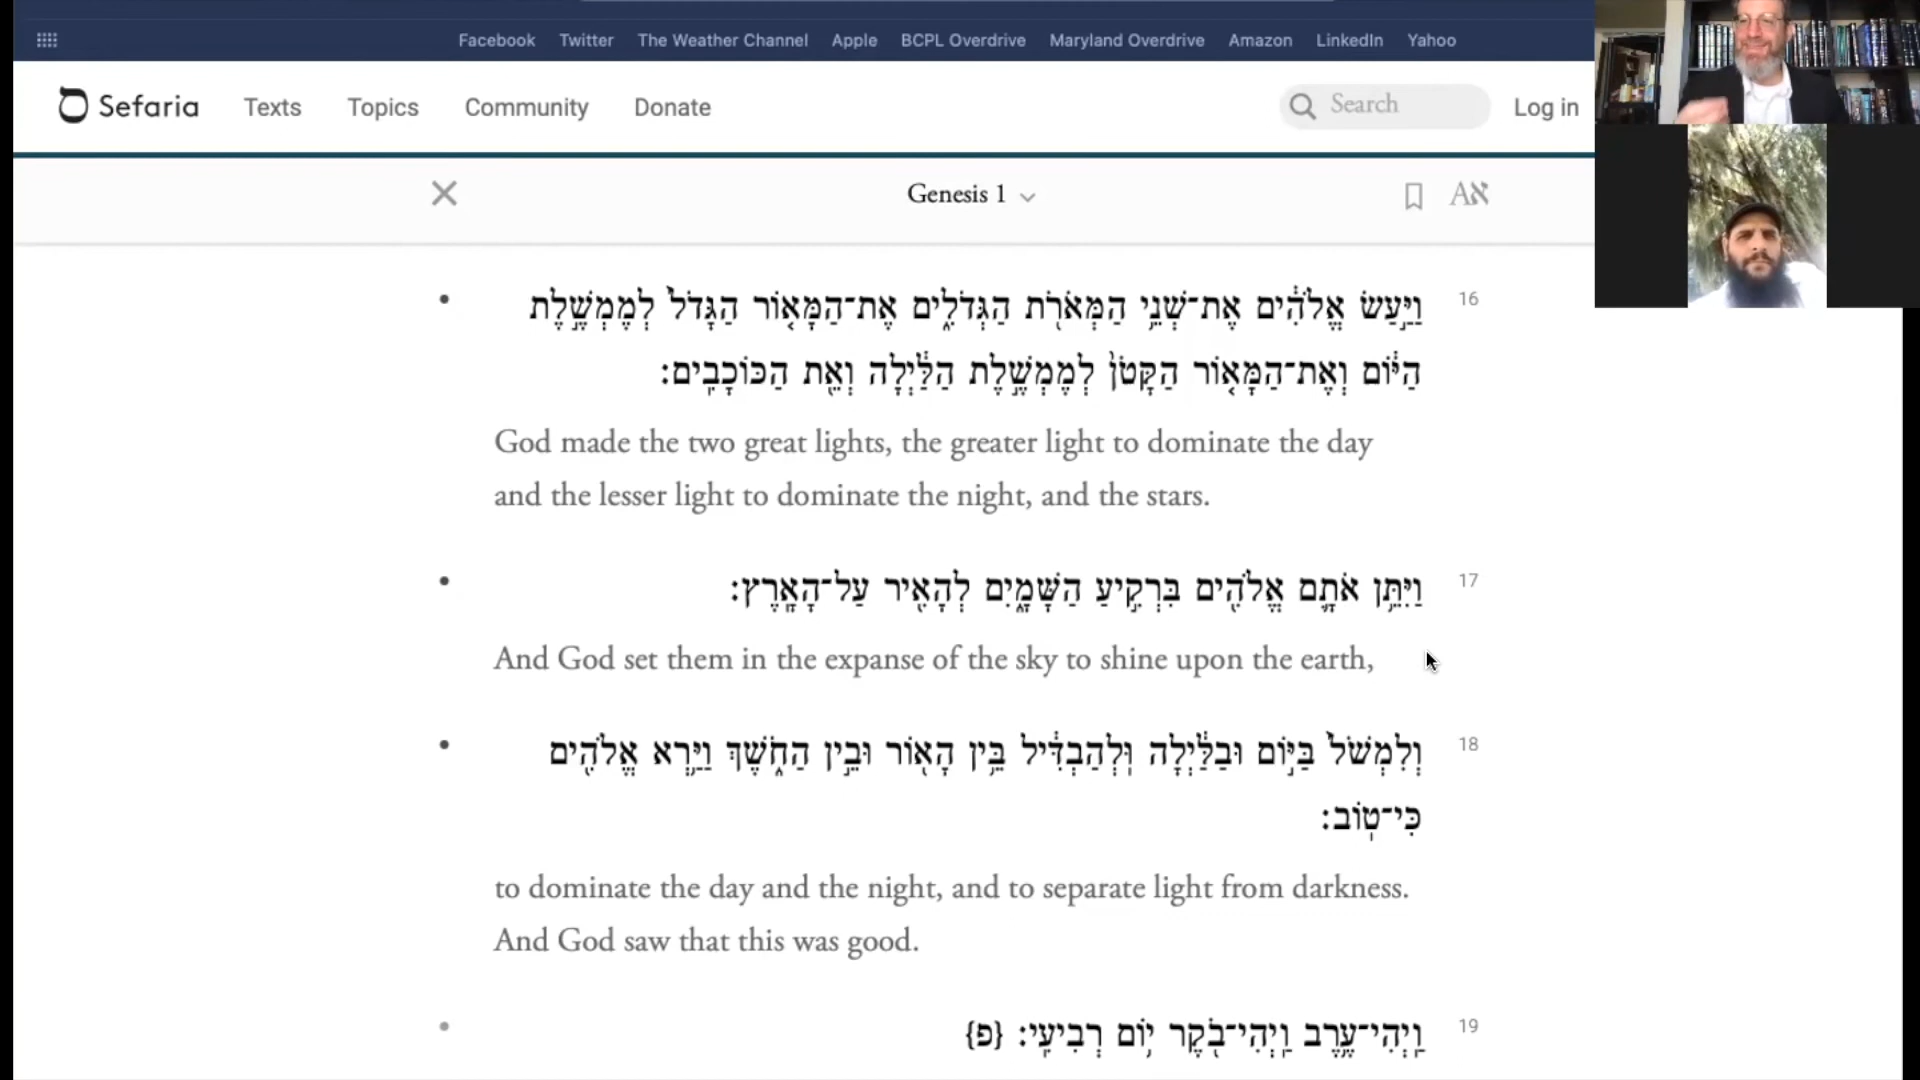 Facebook Twitter The Weather Channel Apple BCPL Overdrive Maryland Overdrive Amazon LinkedIn Yahoo
Sefaria Texts Topics Community Donate Search Log in
Genesis 1 Aא
16 וַיַּ֣עַשׂ אֱלֹהִ֔ים אֶת־שְׁנֵ֥י הַמְּאֹרֹ֖ת הַגְּדֹלִ֑ים אֶת־הַמָּא֤וֹר הַגָּדֹל֙ לְמֶמְשֶׁ֣לֶת
הַיּ֔וֹם וְאֶת־הַמָּא֤וֹר הַקָּטֹן֙ לְמֶמְשֶׁ֣לֶת הַלַּ֔יְלָה וְאֵ֖ת הַכּוֹכָבִֽים׃
God made the two great lights, the greater light to dominate the day
and the lesser light to dominate the night, and the stars.
17 וַיִּתֵּ֥ן אֹתָ֛ם אֱלֹהִ֖ים בִּרְקִ֣יעַ הַשָּׁמָ֑יִם לְהָאִ֖יר עַל־הָאָֽרֶץ׃
And God set them in the expanse of the sky to shine upon the earth,
18 וְלִמְשֹׁל֙ בַּיּ֣וֹם וּבַלַּ֔יְלָה וּֽלְהַבְדִּ֔יל בֵּ֥ין הָא֖וֹר וּבֵ֣ין הַחֹ֑שֶׁךְ וַיַּ֥רְא אֱלֹהִ֖ים
כִּי־טֽוֹב׃
to dominate the day and the night, and to separate light from darkness.
And God saw that this was good.
19 וַֽיְהִי־עֶ֥רֶב וַֽיְהִי־בֹ֖קֶר י֥וֹם רְבִיעִֽי׃ {פ}